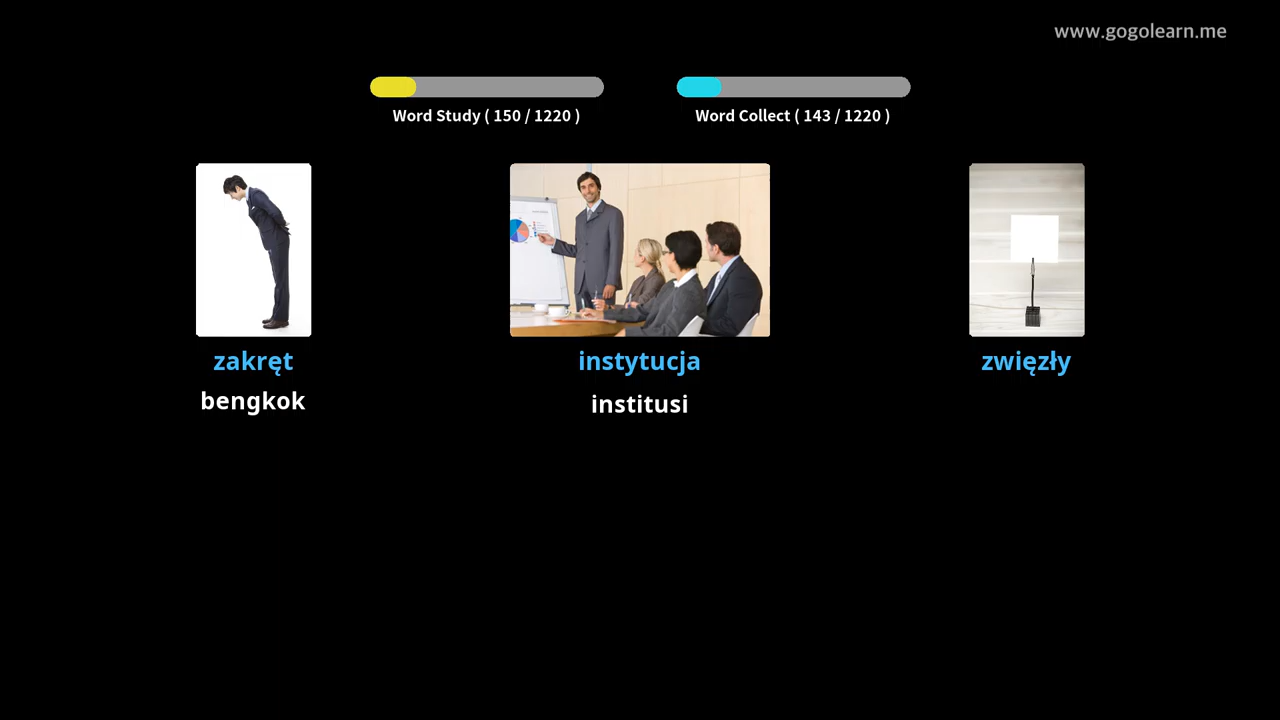 www.gogolearn.me
Word Study ( 150 / 1220 )
Word Collect ( 143 / 1220 )
zakręt
instytucja
zwięzły
bengkok
institusi